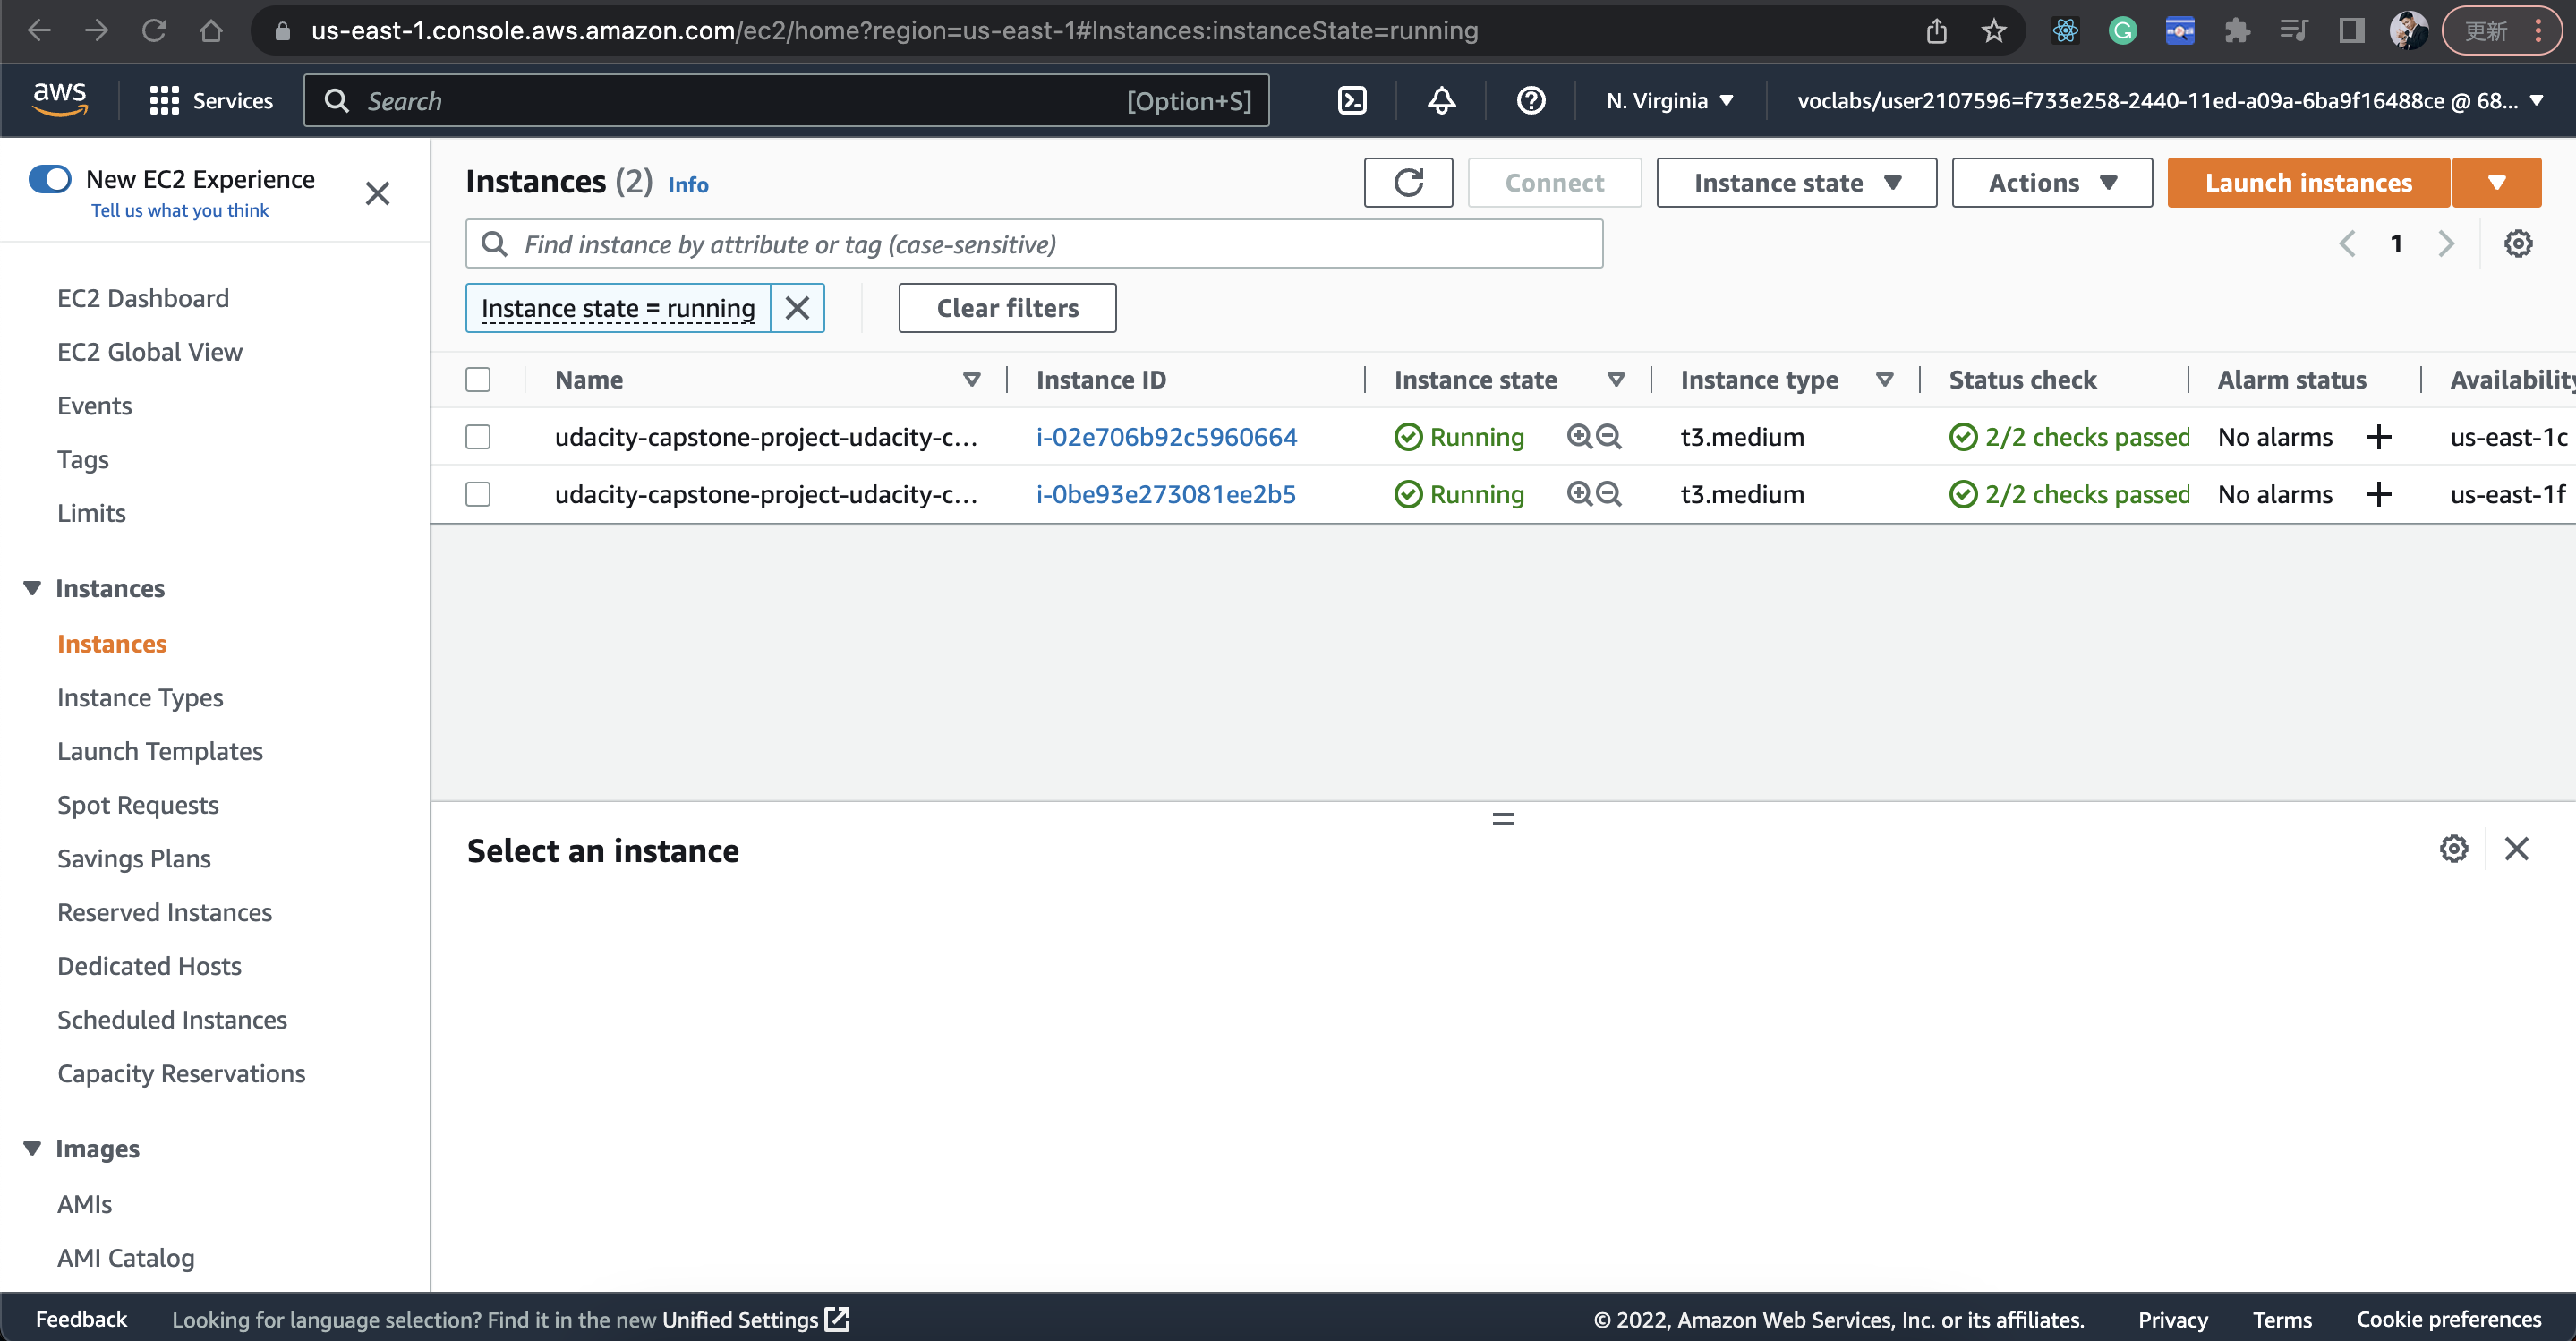 us-east-1.console.aws.amazon.com/ec2/home?region=us-east-1#Instances:instanceState=running
更新
aws
Services
Search
[Option+S]
N. Virginia
voclabs/user2107596=f733e258-2440-11ed-a09a-6ba9f16488ce @ 68...
New EC2 Experience
Tell us what you think
EC2 Dashboard
EC2 Global View
Events
Tags
Limits
Instances
Instances
Instance Types
Launch Templates
Spot Requests
Savings Plans
Reserved Instances
Dedicated Hosts
Scheduled Instances
Capacity Reservations
Images
AMIs
AMI Catalog
Instances (2) Info
Connect
Instance state
Actions
Launch instances
Find instance by attribute or tag (case-sensitive)
1
Instance state = running
Clear filters
Name Instance ID Instance state Instance type Status check Alarm status Availability
udacity-capstone-project-udacity-c... i-02e706b92c5960664 Running t3.medium 2/2 checks passed No alarms + us-east-1c
udacity-capstone-project-udacity-c... i-0be93e273081ee2b5 Running t3.medium 2/2 checks passed No alarms + us-east-1f
Select an instance
Feedback
Looking for language selection? Find it in the new Unified Settings
© 2022, Amazon Web Services, Inc. or its affiliates.
Privacy
Terms
Cookie preferences